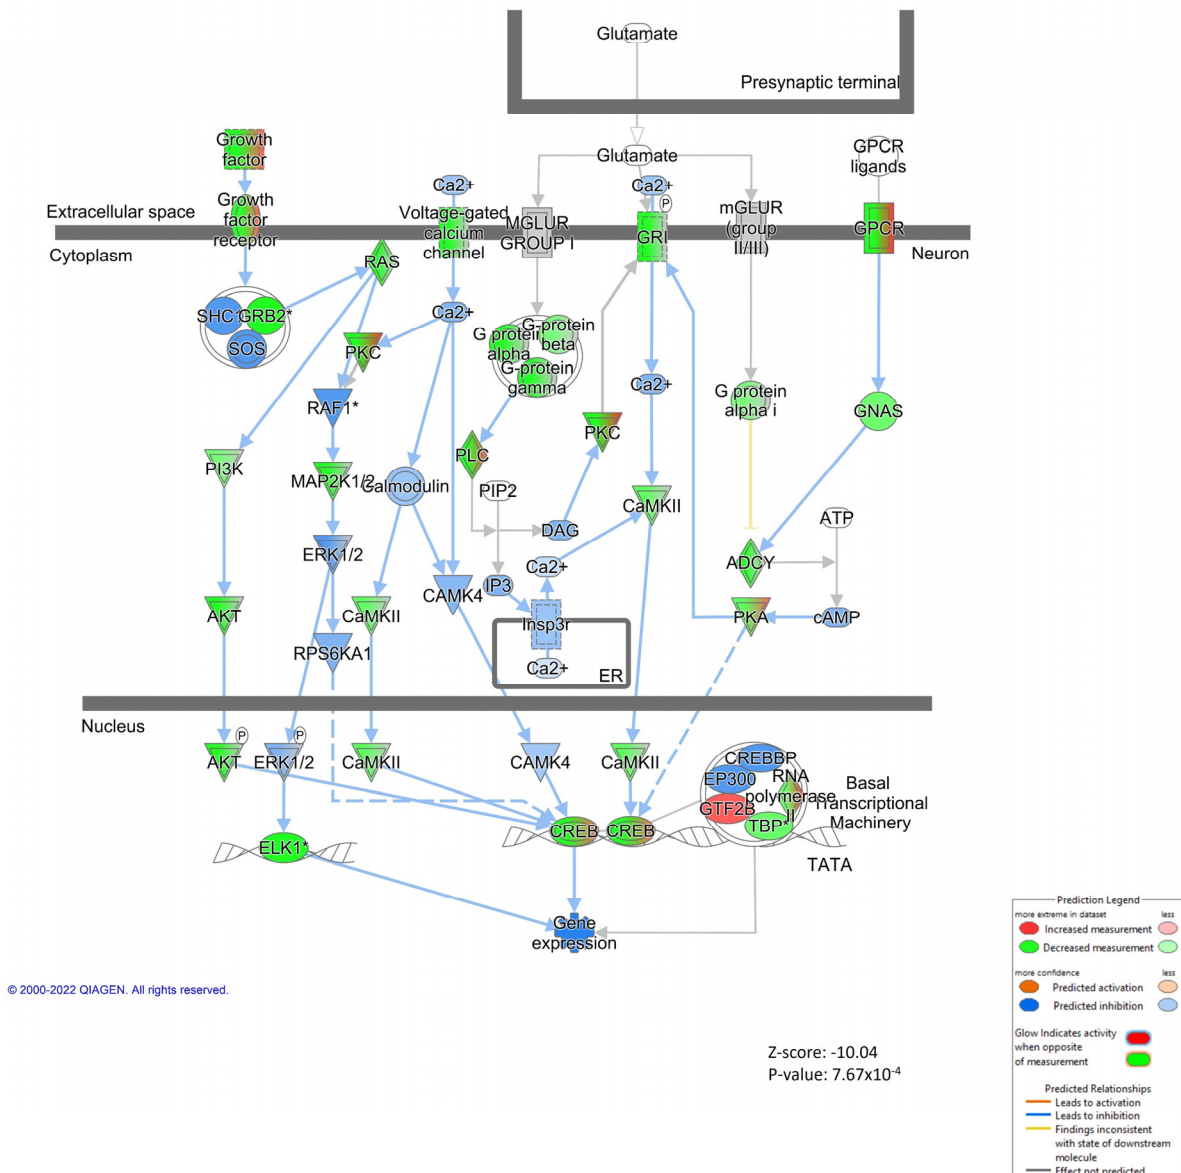 Glutamate
Presynaptic terminal
Growth
factor
Glutamate
GPCR
ligands
Ca2+
Ca2+
P
Extracellular space
Growth
factor
receptor
Voltage-gated
calcium
channel
MGLUR
GROUP I
GRI
mGLUR
(group
II/III)
GPCR
Cytoplasm
Neuron
RAS
SHC
GRB2*
SOS
Ca2+
PKC
G protein
alpha
G-protein
beta
G-protein
gamma
Ca2+
RAF1*
G protein
alpha i
GNAS
PKC
PLC
PI3K
MAP2K1/2
Calmodulin
PIP2
CaMKII
DAG
ATP
ERK1/2
ADCY
Ca2+
CAMK4
IP3
AKT
CaMKII
Insp3r
PKA
cAMP
RPS6KA1
Ca2+
ER
Nucleus
P
P
AKT
ERK1/2
CaMKII
CAMK4
CaMKII
CREBBP
EP300
RNA
polymerase
II
GTF2B
TBP*
Basal
Transcriptional
Machinery
CREB
CREB
ELK1*
TATA
Gene
expression
© 2000-2022 QIAGEN. All rights reserved.
Z-score: -10.04
P-value: 7.67x10⁻⁴
Prediction Legend
more extreme in dataset less
Increased measurement
Decreased measurement
more confidence less
Predicted activation
Predicted inhibition
Glow Indicates activity
when opposite
of measurement
Predicted Relationships
Leads to activation
Leads to inhibition
Findings inconsistent
with state of downstream
molecule
Effect not predicted